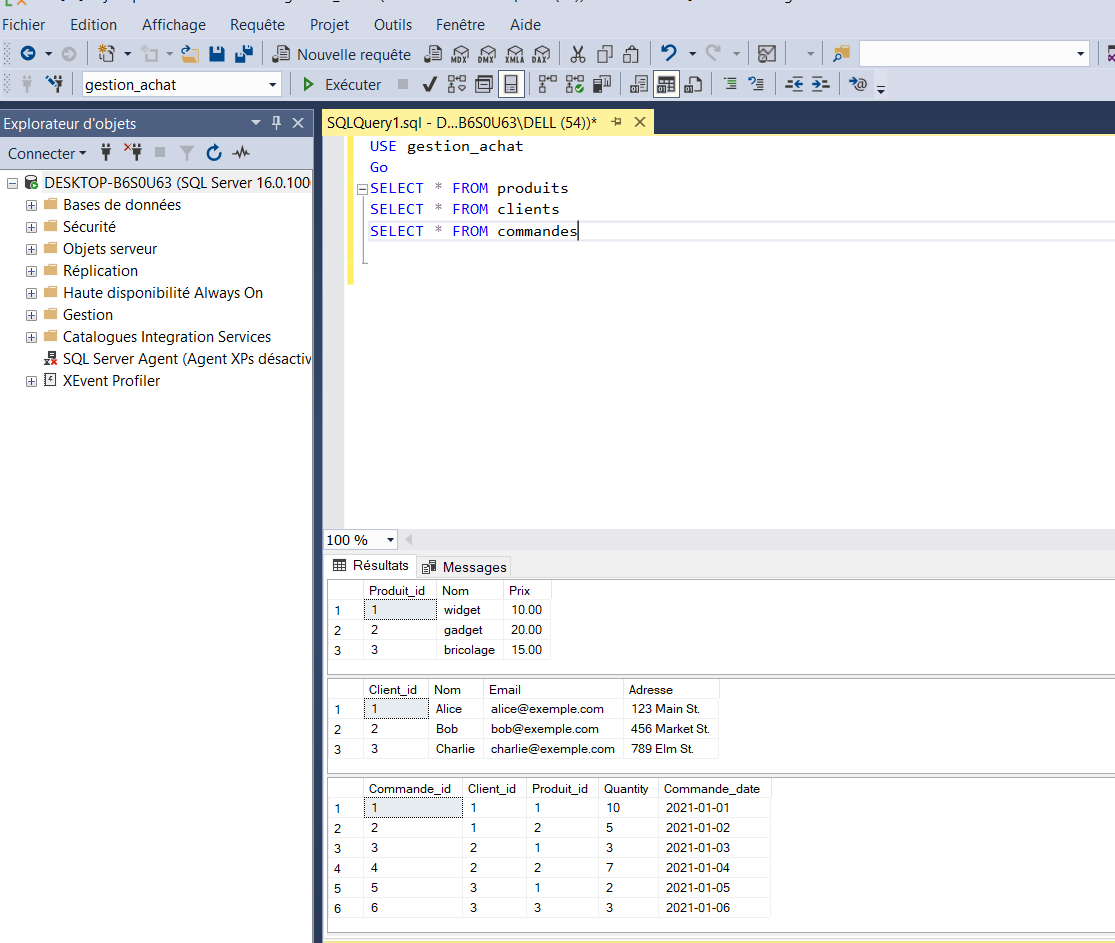 Fichier Edition Affichage Requête Projet Outils Fenêtre Aide
Nouvelle requête MDX DMX XMLA DAX
gestion_achat Exécuter
Explorateur d'objets
SQLQuery1.sql - D...B6S0U63\DELL (54))*
Connecter
DESKTOP-B6S0U63 (SQL Server 16.0.100
Bases de données
Sécurité
Objets serveur
Réplication
Haute disponibilité Always On
Gestion
Catalogues Integration Services
SQL Server Agent (Agent XPs désactiv
XEvent Profiler
USE gestion_achat
Go
SELECT * FROM produits
SELECT * FROM clients
SELECT * FROM commandes
100 %
Résultats Messages
Produit_id Nom Prix
1 1 widget 10.00
2 2 gadget 20.00
3 3 bricolage 15.00
Client_id Nom Email Adresse
1 1 Alice alice@exemple.com 123 Main St.
2 2 Bob bob@exemple.com 456 Market St.
3 3 Charlie charlie@exemple.com 789 Elm St.
Commande_id Client_id Produit_id Quantity Commande_date
1 1 1 1 10 2021-01-01
2 2 1 2 5 2021-01-02
3 3 2 1 3 2021-01-03
4 4 2 2 7 2021-01-04
5 5 3 1 2 2021-01-05
6 6 3 3 3 2021-01-06